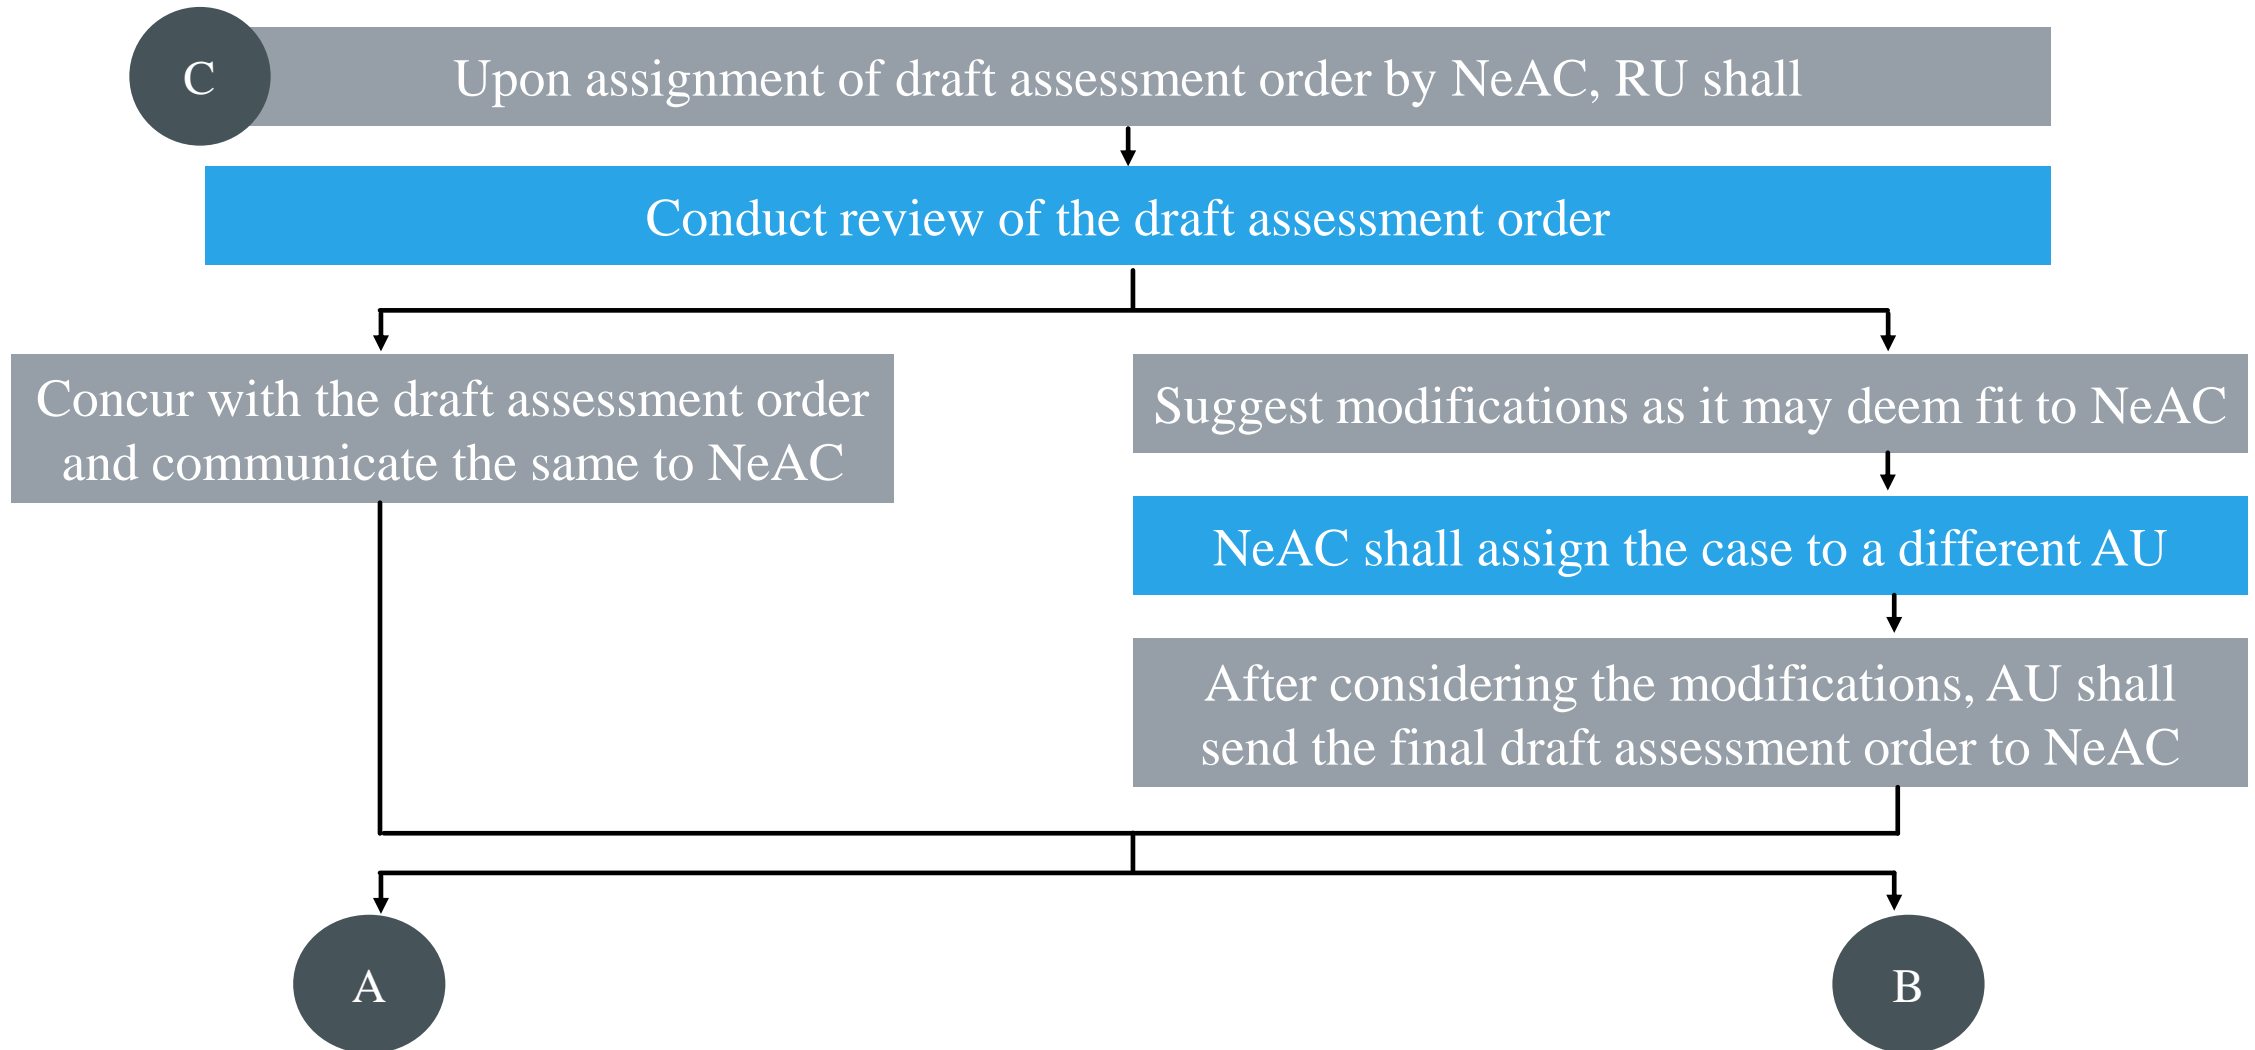 C
Upon assignment of draft assessment order by NeAC, RU shall
Conduct review of the draft assessment order
Concur with the draft assessment order
and communicate the same to NeAC
Suggest modifications as it may deem fit to NeAC
NeAC shall assign the case to a different AU
After considering the modifications, AU shall
send the final draft assessment order to NeAC
A
B